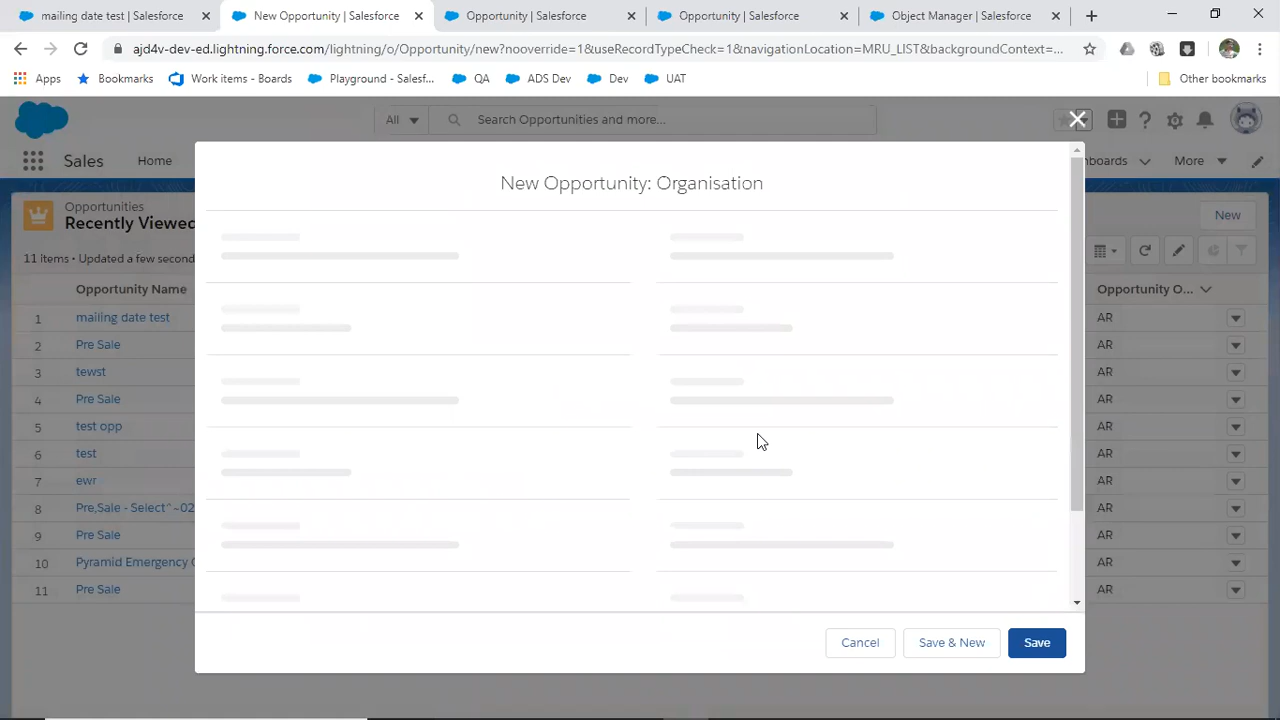 mailing date test | Salesforce
New Opportunity | Salesforce
Opportunity | Salesforce
Opportunity | Salesforce
Object Manager | Salesforce
ajd4v-dev-ed.lightning.force.com/lightning/o/Opportunity/new?nooverride=1&useRecordTypeCheck=1&navigationLocation=MRU_LIST&backgroundContext=...
Apps
Bookmarks
Work items - Boards
Playground - Salesf...
QA
ADS Dev
Dev
UAT
Other bookmarks
All
Search Opportunities and more...
Sales
Home
More
New Opportunity: Organisation
Opportunities
Recently Viewed
New
11 items • Updated a few second
Opportunity Name
Opportunity O...
1 mailing date test AR
2 Pre Sale AR
3 tewst AR
4 Pre Sale AR
5 test opp AR
6 test AR
7 ewr AR
8 Pre,Sale - Select^~02 AR
9 Pre Sale AR
10 Pyramid Emergency AR
11 Pre Sale AR
Cancel
Save & New
Save